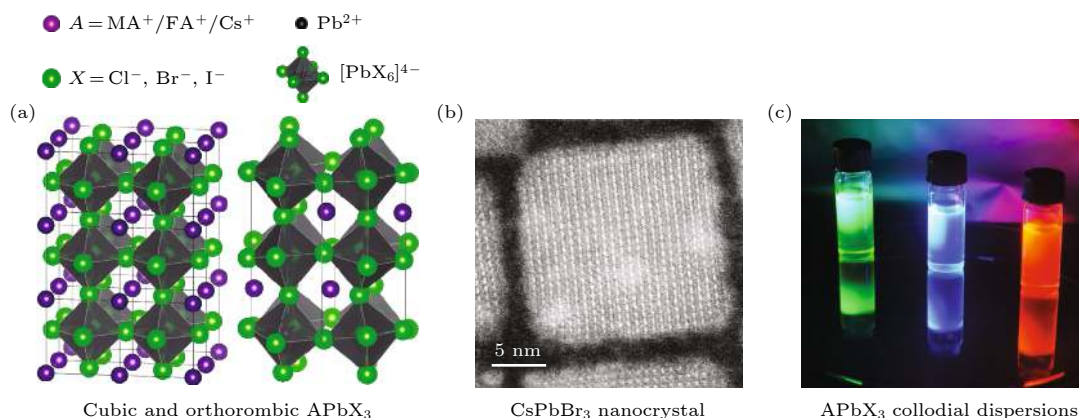 A = MA⁺/FA⁺/Cs⁺
Pb²⁺
X = Cl⁻, Br⁻, I⁻
[PbX₆]⁴⁻
(a)
(b)
(c)
5 nm
Cubic and orthorombic APbX₃
CsPbBr₃ nanocrystal
APbX₃ collodial dispersions